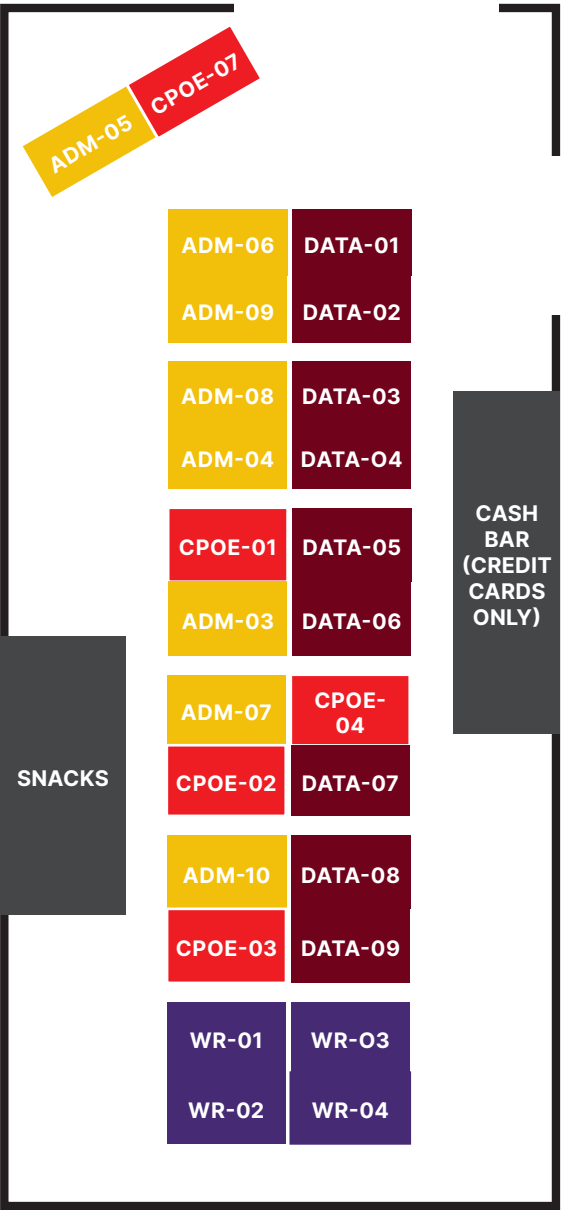 CPOE-07
ADM-05
ADM-06 DATA-01
ADM-09 DATA-02
ADM-08 DATA-03
ADM-04 DATA-O4
CPOE-01 DATA-05
ADM-03 DATA-06
CASH
BAR
(CREDIT
CARDS
ONLY)
ADM-07
CPOE-
04
CPOE-02 DATA-07
SNACKS
ADM-10 DATA-08
CPOE-03 DATA-09
WR-01 WR-O3
WR-02 WR-04